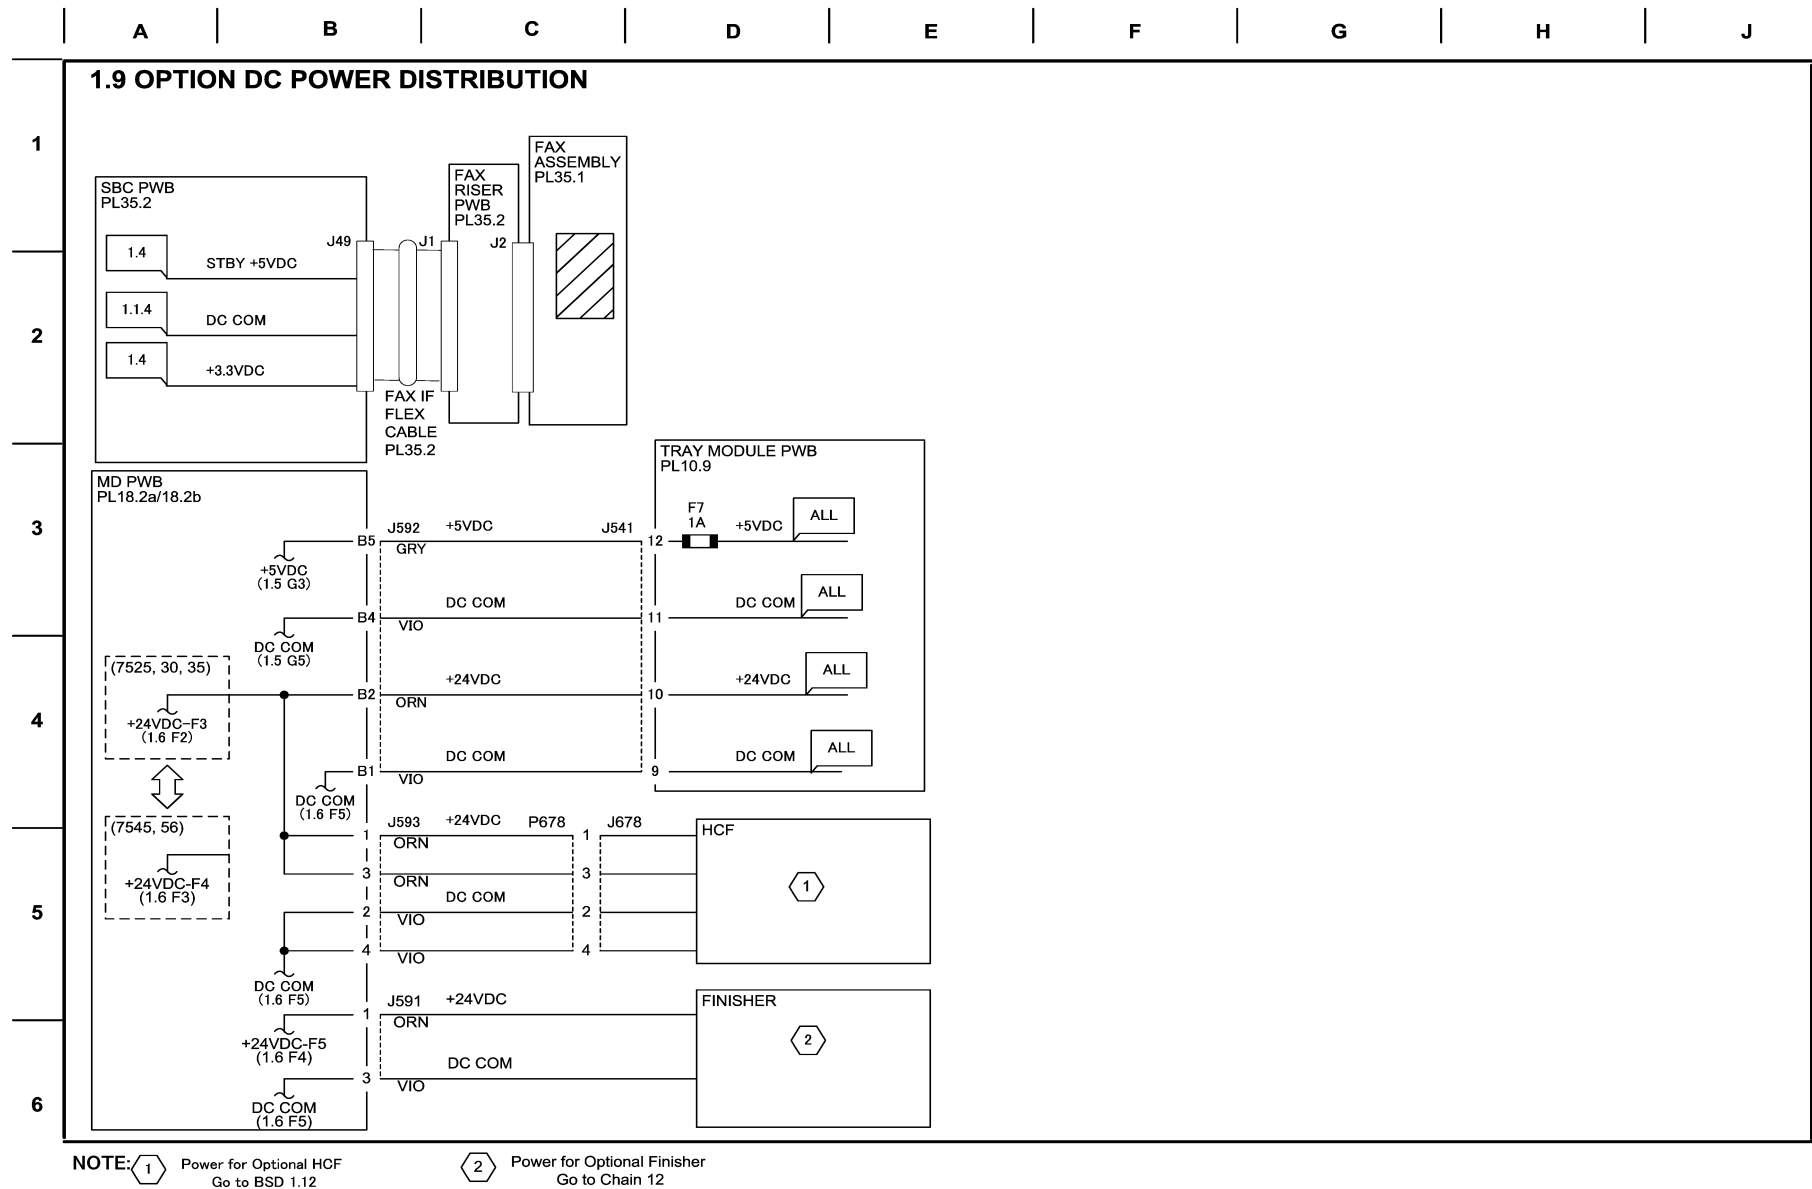 A B C D E F G H J
1.9 OPTION DC POWER DISTRIBUTION
1
2
3
4
5
6
SBC PWB
PL35.2
1.4
STBY +5VDC
1.1.4
DC COM
1.4
+3.3VDC
J49
J1
FAX IF
FLEX
CABLE
PL35.2
FAX
RISER
PWB
PL35.2
J2
FAX
ASSEMBLY
PL35.1
MD PWB
PL18.2a/18.2b
+5VDC
(1.5 G3)
B5
J592
+5VDC
GRY
J541
12
DC COM
(1.5 G5)
B4
DC COM
VIO
11
(7525, 30, 35)
+24VDC-F3
(1.6 F2)
B2
+24VDC
ORN
10
DC COM
(1.6 F5)
B1
DC COM
VIO
9
TRAY MODULE PWB
PL10.9
F7
1A
+5VDC
ALL
DC COM
ALL
+24VDC
ALL
DC COM
ALL
(7545, 56)
+24VDC-F4
(1.6 F3)
1
J593
+24VDC
ORN
P678
1
J678
3
ORN
3
2
DC COM
VIO
2
4
VIO
4
DC COM
(1.6 F5)
HCF
1
+24VDC-F5
(1.6 F4)
1
J591
+24VDC
ORN
DC COM
(1.6 F5)
3
DC COM
VIO
FINISHER
2
NOTE: 1 Power for Optional HCF
Go to BSD 1.12
2 Power for Optional Finisher
Go to Chain 12